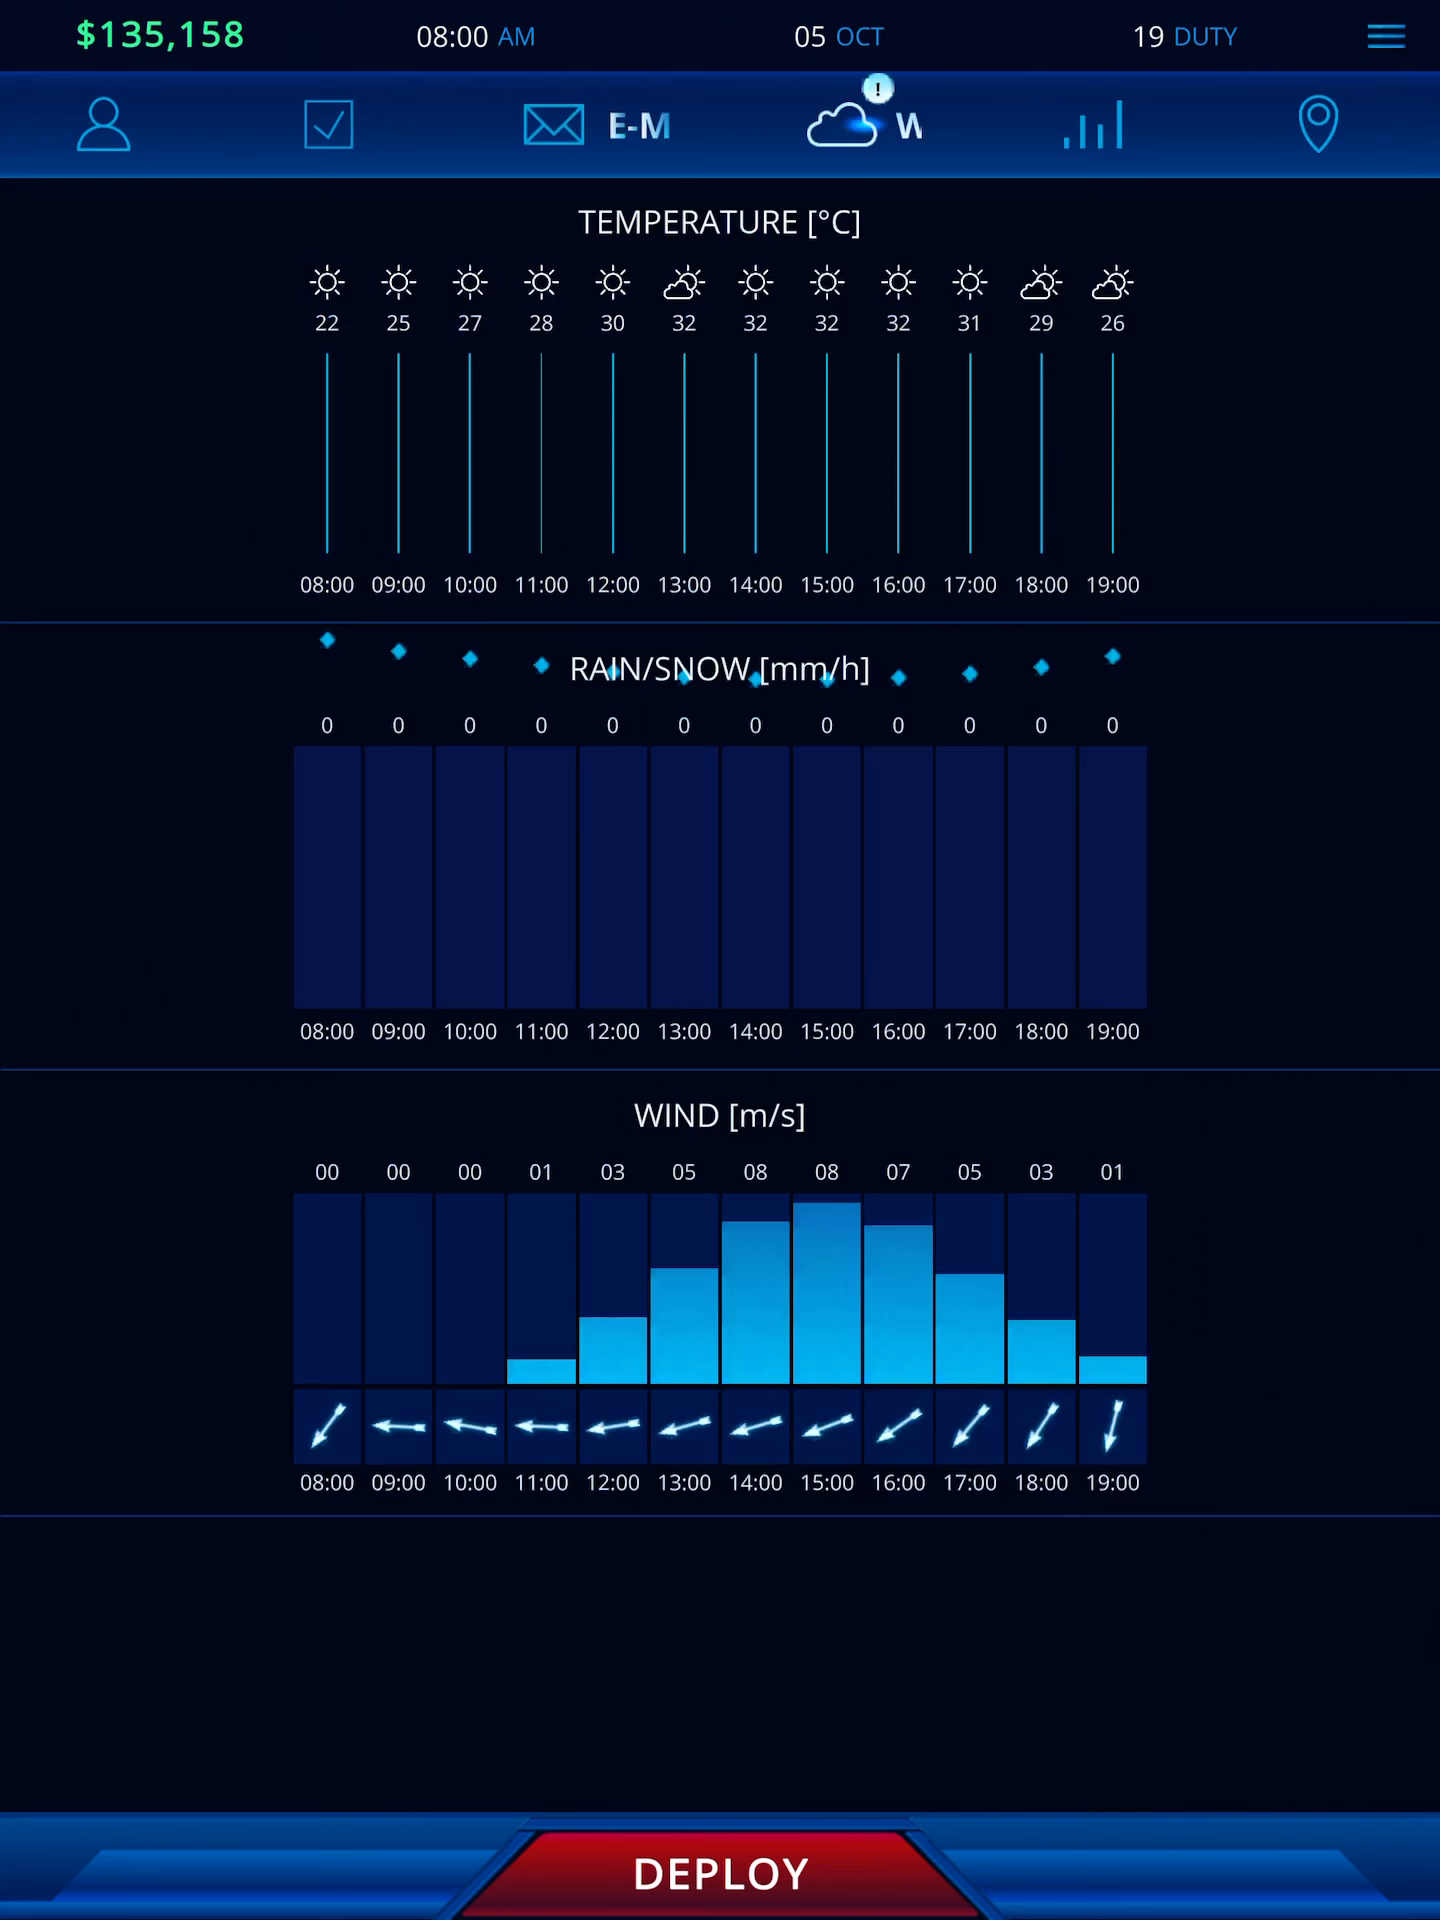 $135,158 08:00 AM 05 OCT 19 DUTY
!
E-M W
TEMPERATURE [°C]
22 25 27 28 30 32 32 32 32 31 29 26
08:00 09:00 10:00 11:00 12:00 13:00 14:00 15:00 16:00 17:00 18:00 19:00
RAIN/SNOW [mm/h]
0 0 0 0 0 0 0 0 0 0 0 0
08:00 09:00 10:00 11:00 12:00 13:00 14:00 15:00 16:00 17:00 18:00 19:00
WIND [m/s]
00 00 00 01 03 05 08 08 07 05 03 01
08:00 09:00 10:00 11:00 12:00 13:00 14:00 15:00 16:00 17:00 18:00 19:00
DEPLOY